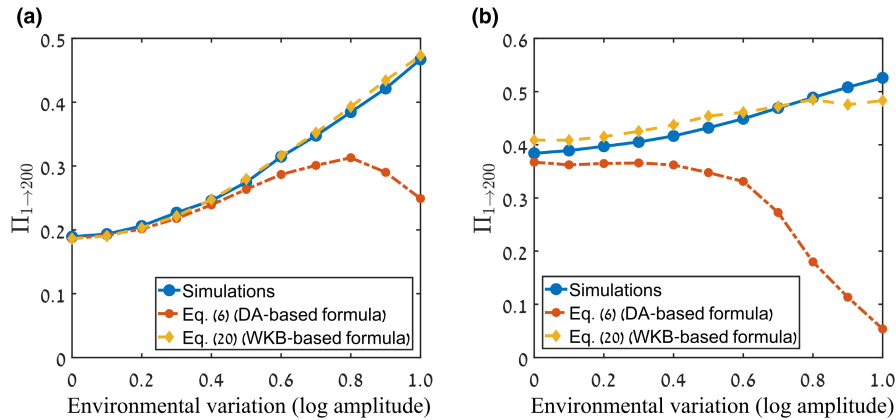 (a)
0.5
0.4
0.3
0.2
0.1
0
Π1→200
0 0.2 0.4 0.6 0.8 1.0
Environmental variation (log amplitude)
Simulations
Eq. (6) (DA-based formula)
Eq. (20) (WKB-based formula)
(b)
0.6
0.5
0.4
0.3
0.2
0.1
0
Π1→200
0 0.2 0.4 0.6 0.8 1.0
Environmental variation (log amplitude)
Simulations
Eq. (6) (DA-based formula)
Eq. (20) (WKB-based formula)